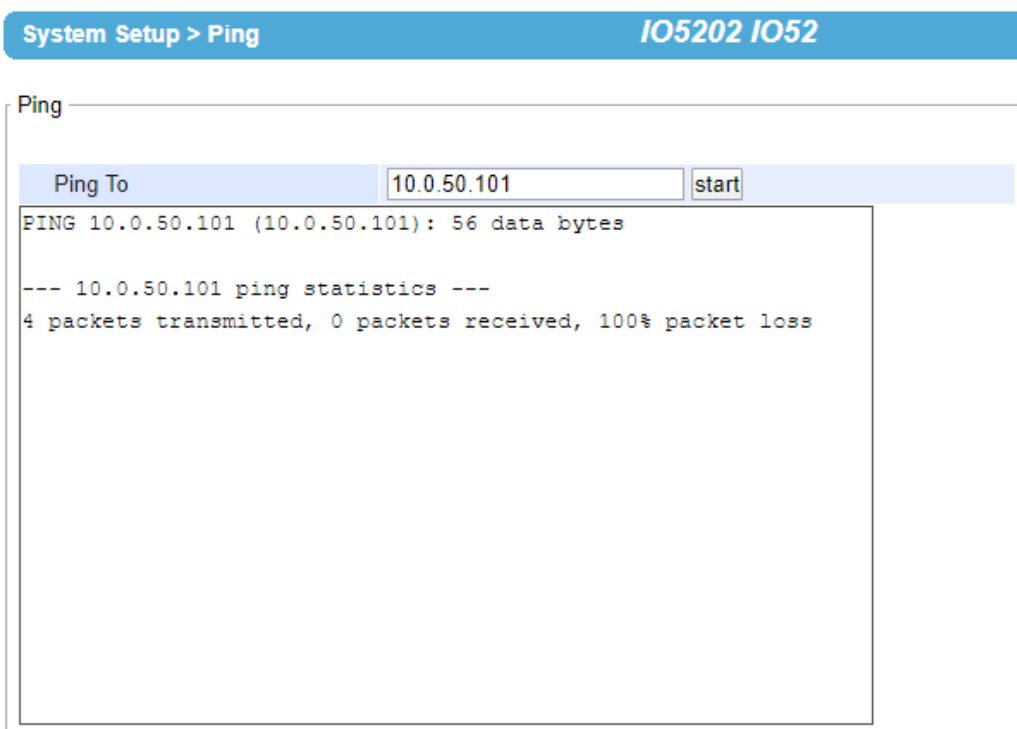 System Setup > Ping IO5202 IO52
Ping
Ping To 10.0.50.101 start
PING 10.0.50.101 (10.0.50.101): 56 data bytes
--- 10.0.50.101 ping statistics ---
4 packets transmitted, 0 packets received, 100% packet loss